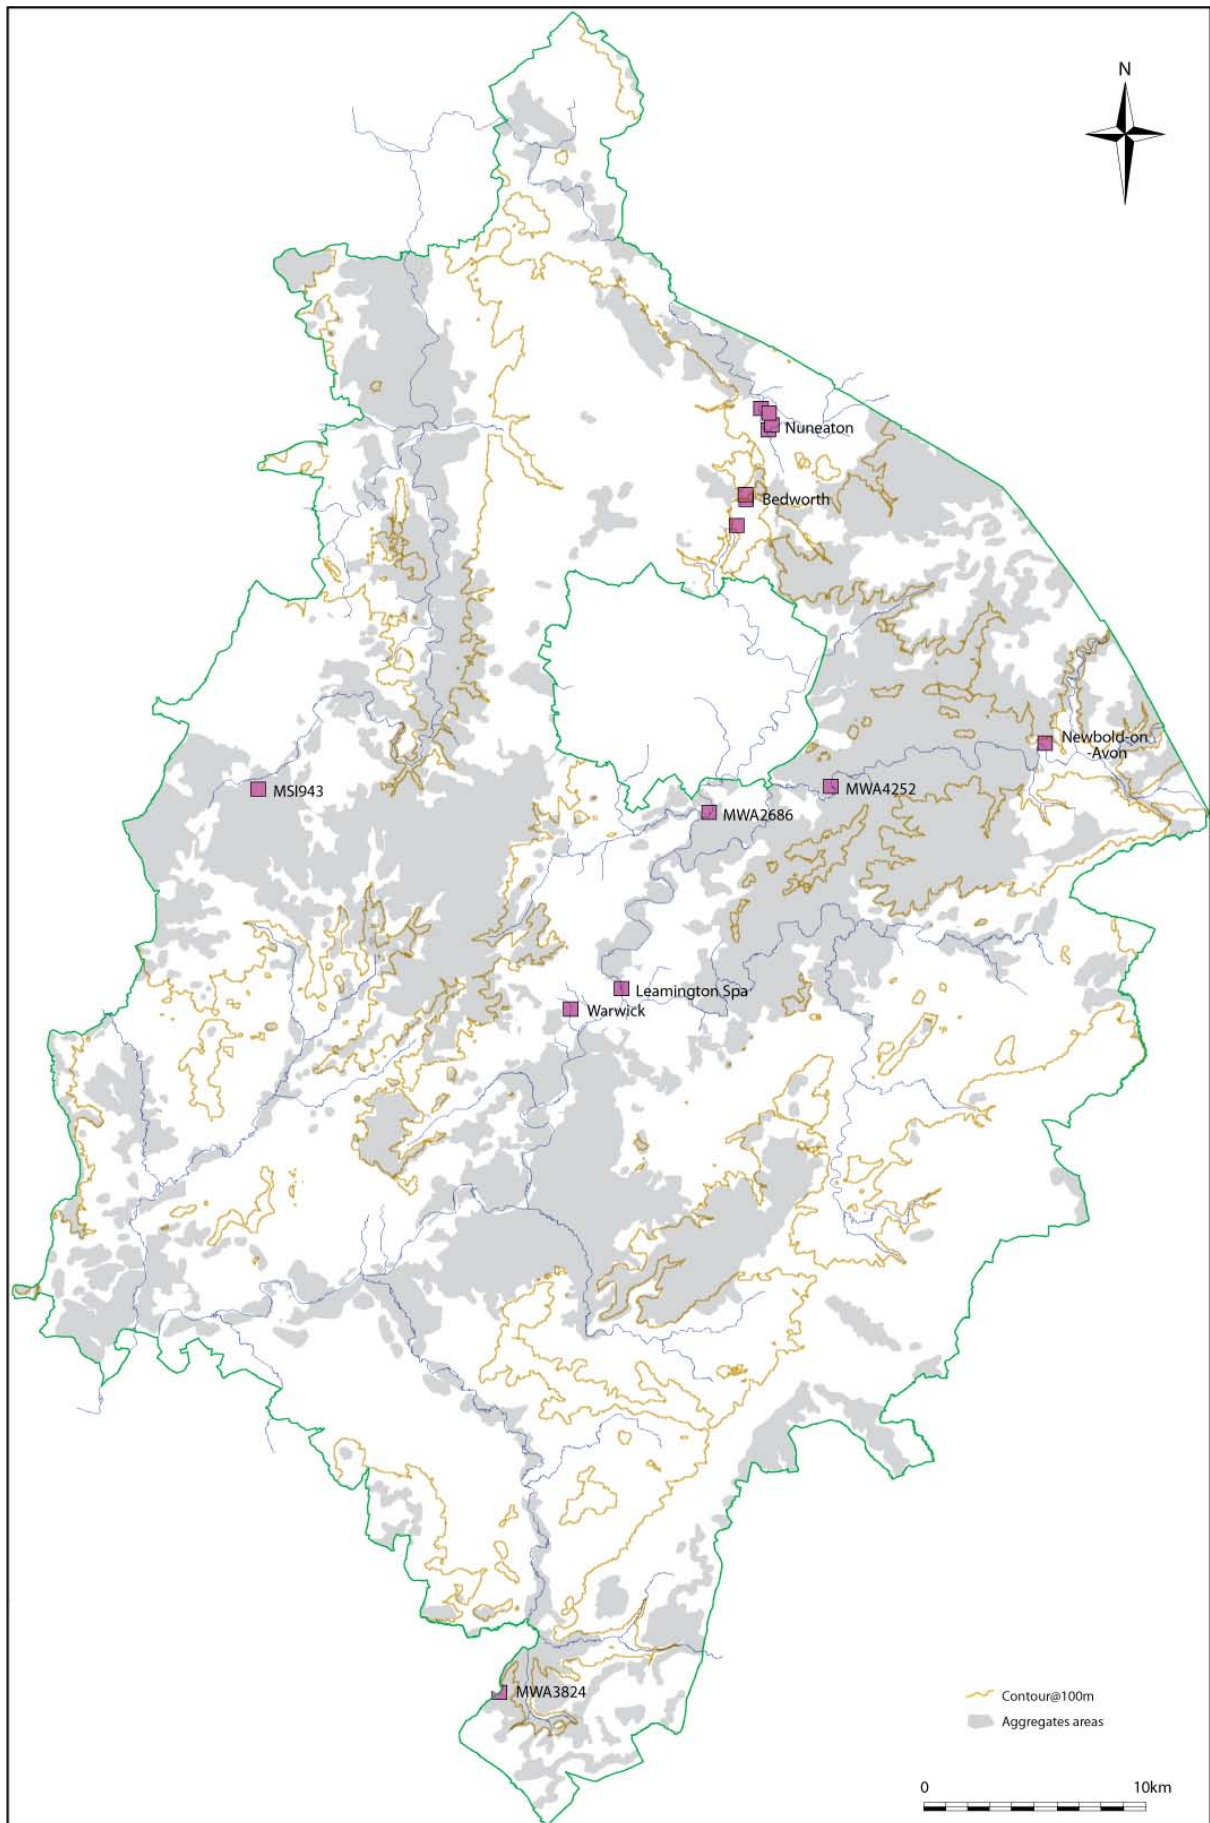 N
Nuneaton
Bedworth
Newbold-on
-Avon
MSI943
MWA4252
MWA2686
Leamington Spa
Warwick
MWA3824
Contour@100m
Aggregates areas
0 10km